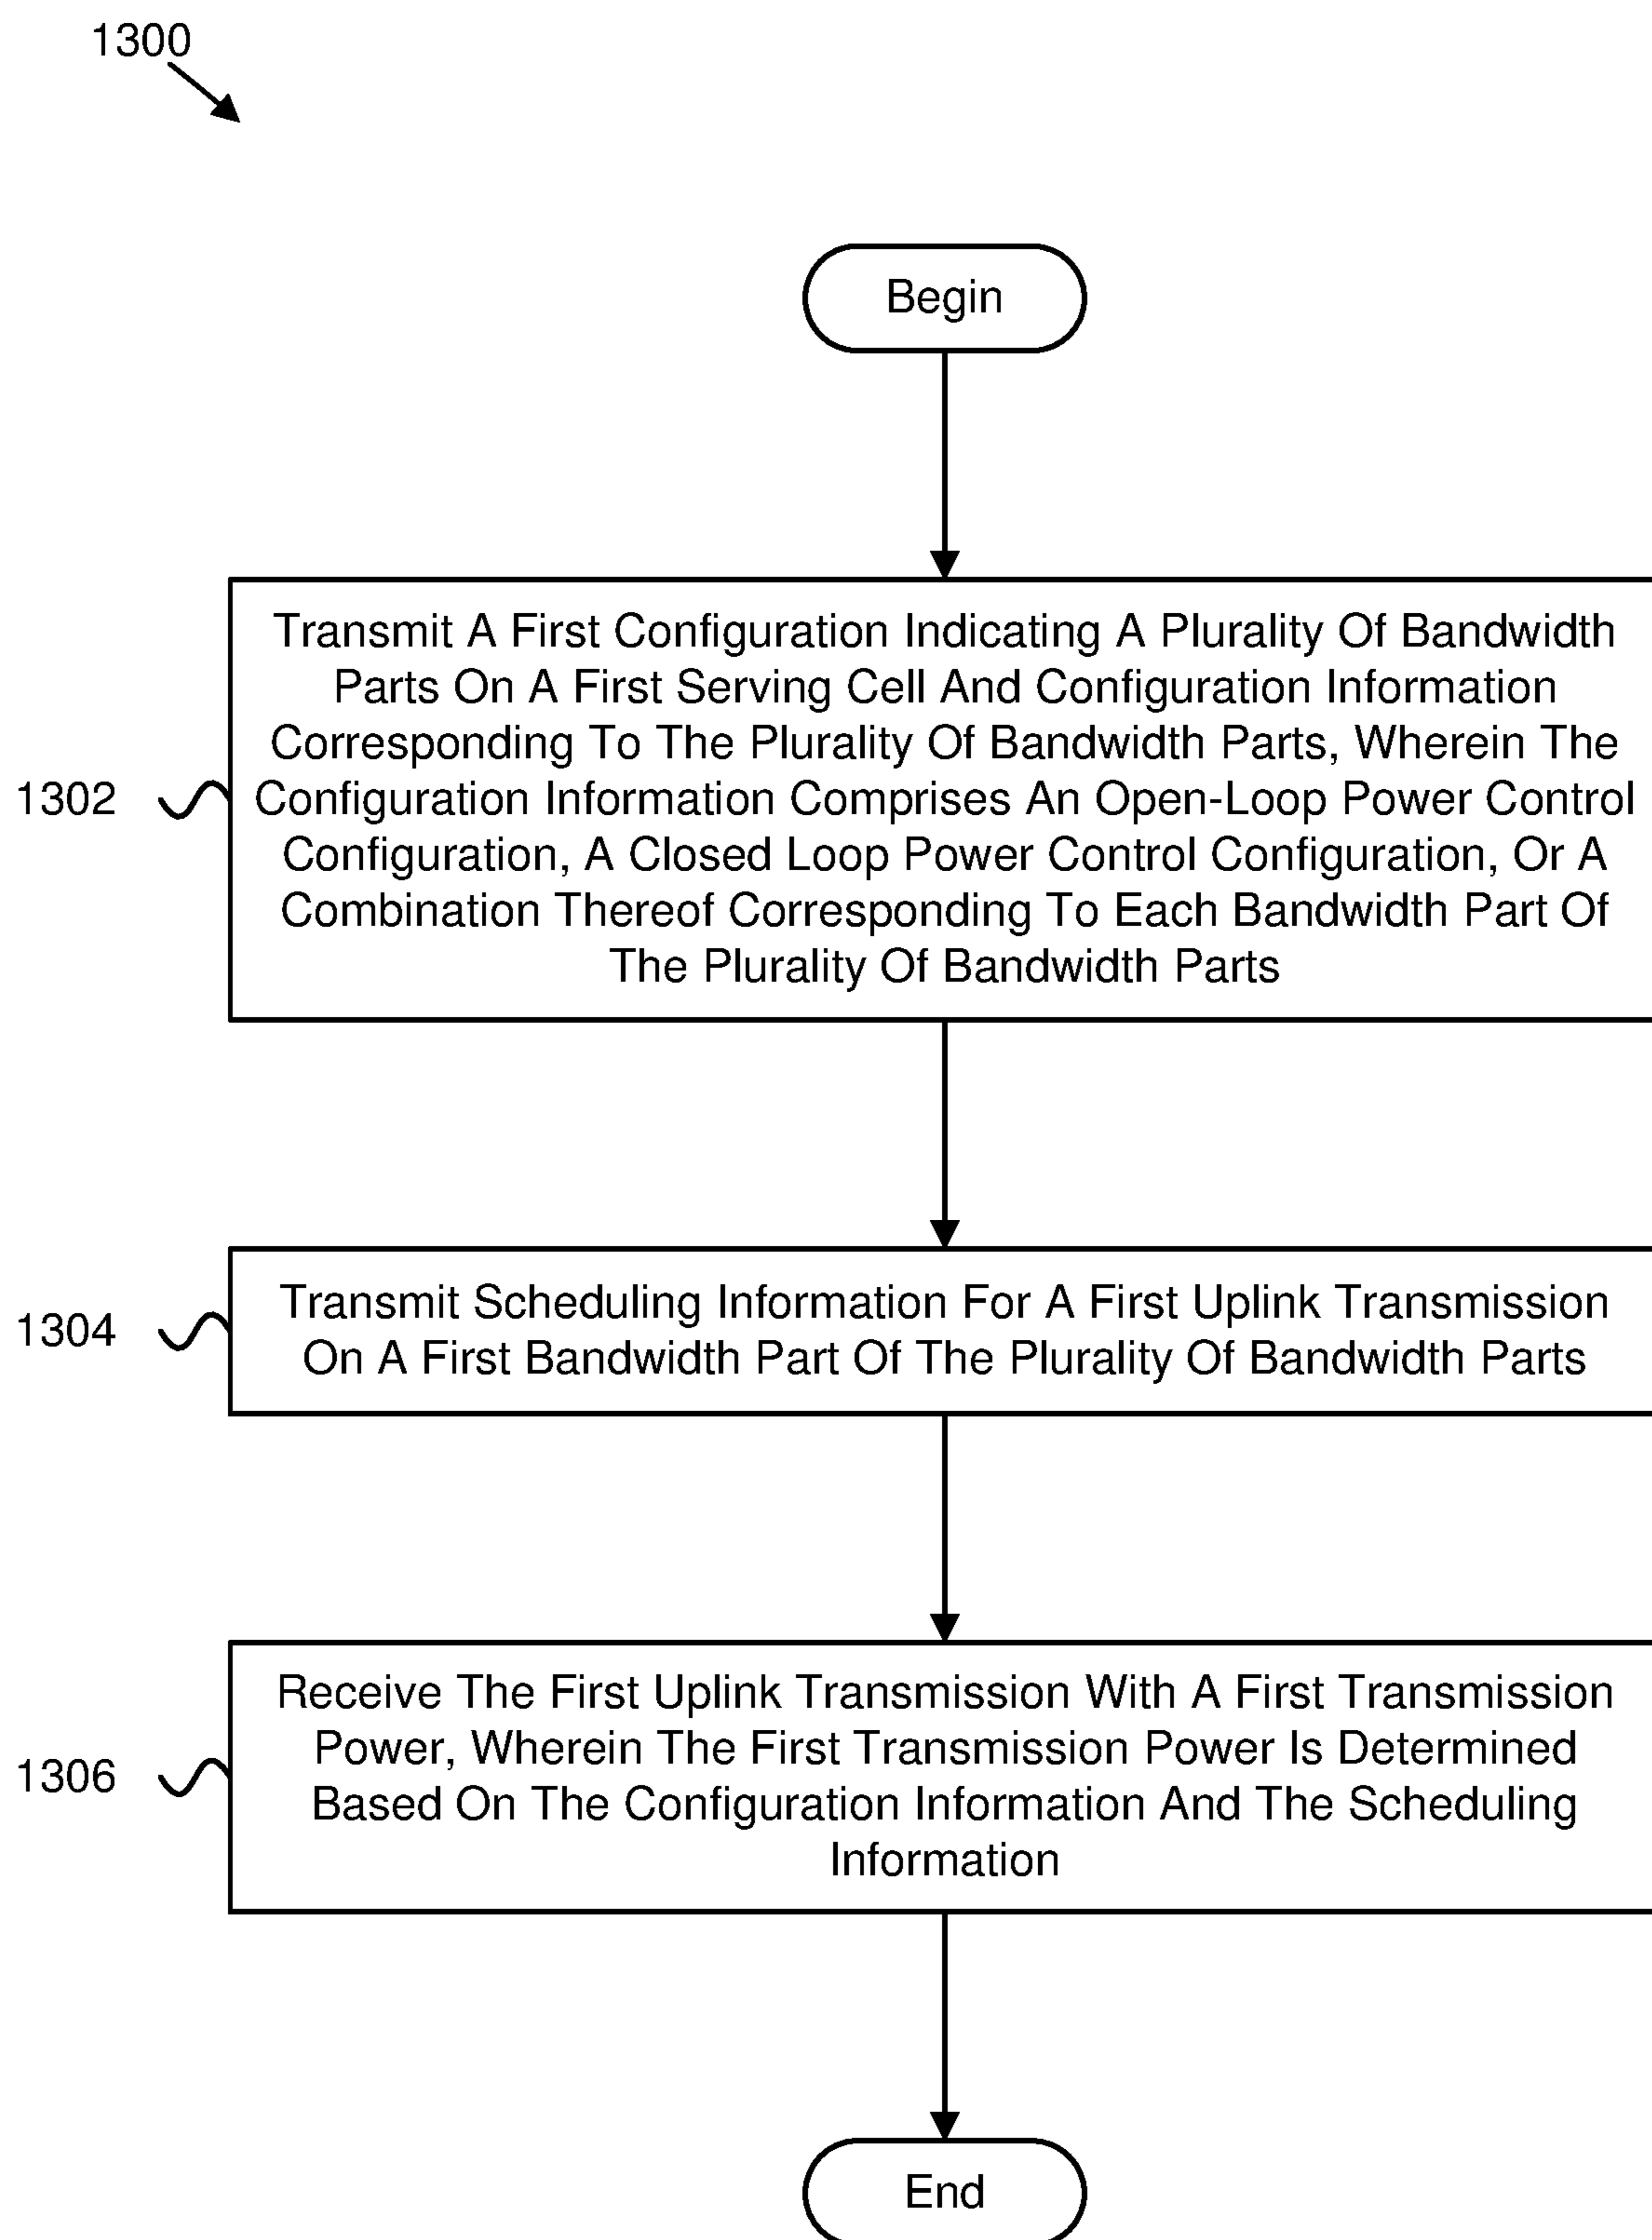 1300
Begin
Transmit A First Configuration Indicating A Plurality Of Bandwidth
Parts On A First Serving Cell And Configuration Information
Corresponding To The Plurality Of Bandwidth Parts, Wherein The
Configuration Information Comprises An Open-Loop Power Control
Configuration, A Closed Loop Power Control Configuration, Or A
Combination Thereof Corresponding To Each Bandwidth Part Of
The Plurality Of Bandwidth Parts
1302
Transmit Scheduling Information For A First Uplink Transmission
On A First Bandwidth Part Of The Plurality Of Bandwidth Parts
1304
Receive The First Uplink Transmission With A First Transmission
Power, Wherein The First Transmission Power Is Determined
Based On The Configuration Information And The Scheduling
Information
1306
End